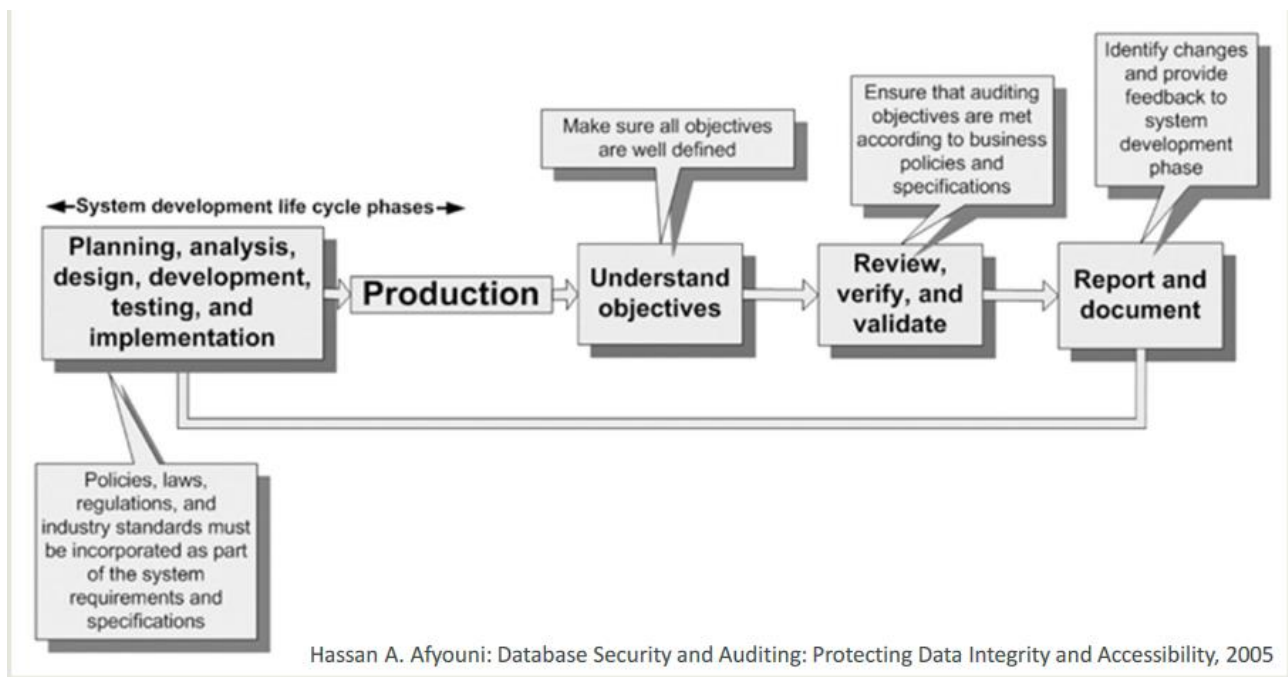 Identify changes
and provide
feedback to
system
development
phase
Ensure that auditing
objectives are met
according to business
policies and
specifications
Make sure all objectives
are well defined
System development life cycle phases
Planning, analysis,
design, development,
testing, and
implementation
Production
Understand
objectives
Review,
verify, and
validate
Report and
document
Policies, laws,
regulations, and
industry standards must
be incorporated as part
of the system
requirements and
specifications
Hassan A. Afyouni: Database Security and Auditing: Protecting Data Integrity and Accessibility, 2005